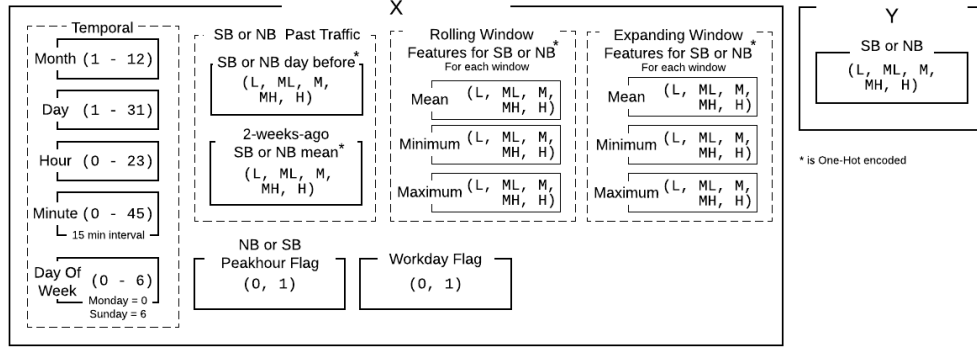 X
Temporal
Month (1 - 12)
Day (1 - 31)
Hour (0 - 23)
Minute (0 - 45)
15 min interval
Day Of
Week (0 - 6)
Monday = 0
Sunday = 6
SB or NB Past Traffic
SB or NB day before*
(L, ML, M,
MH, H)
2-weeks-ago
SB or NB mean*
(L, ML, M,
MH, H)
Rolling Window
Features for SB or NB*
For each window
Mean (L, ML, M,
MH, H)
Minimum (L, ML, M,
MH, H)
Maximum (L, ML, M,
MH, H)
Expanding Window
Features for SB or NB*
For each window
Mean (L, ML, M,
MH, H)
Minimum (L, ML, M,
MH, H)
Maximum (L, ML, M,
MH, H)
NB or SB
Peakhour Flag
(0, 1)
Workday Flag
(0, 1)
Y
SB or NB
(L, ML, M,
MH, H)
* is One-Hot encoded